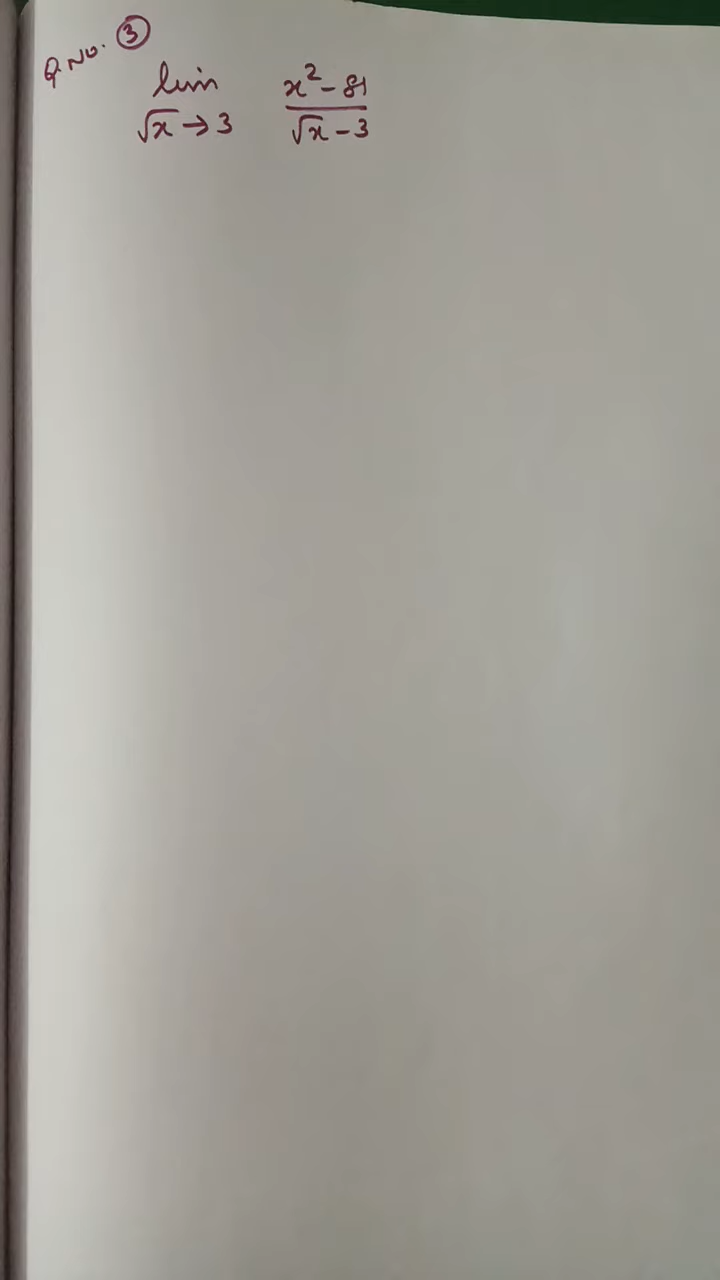 Q. No. ③
lim x² - 81
√x → 3 √x - 3